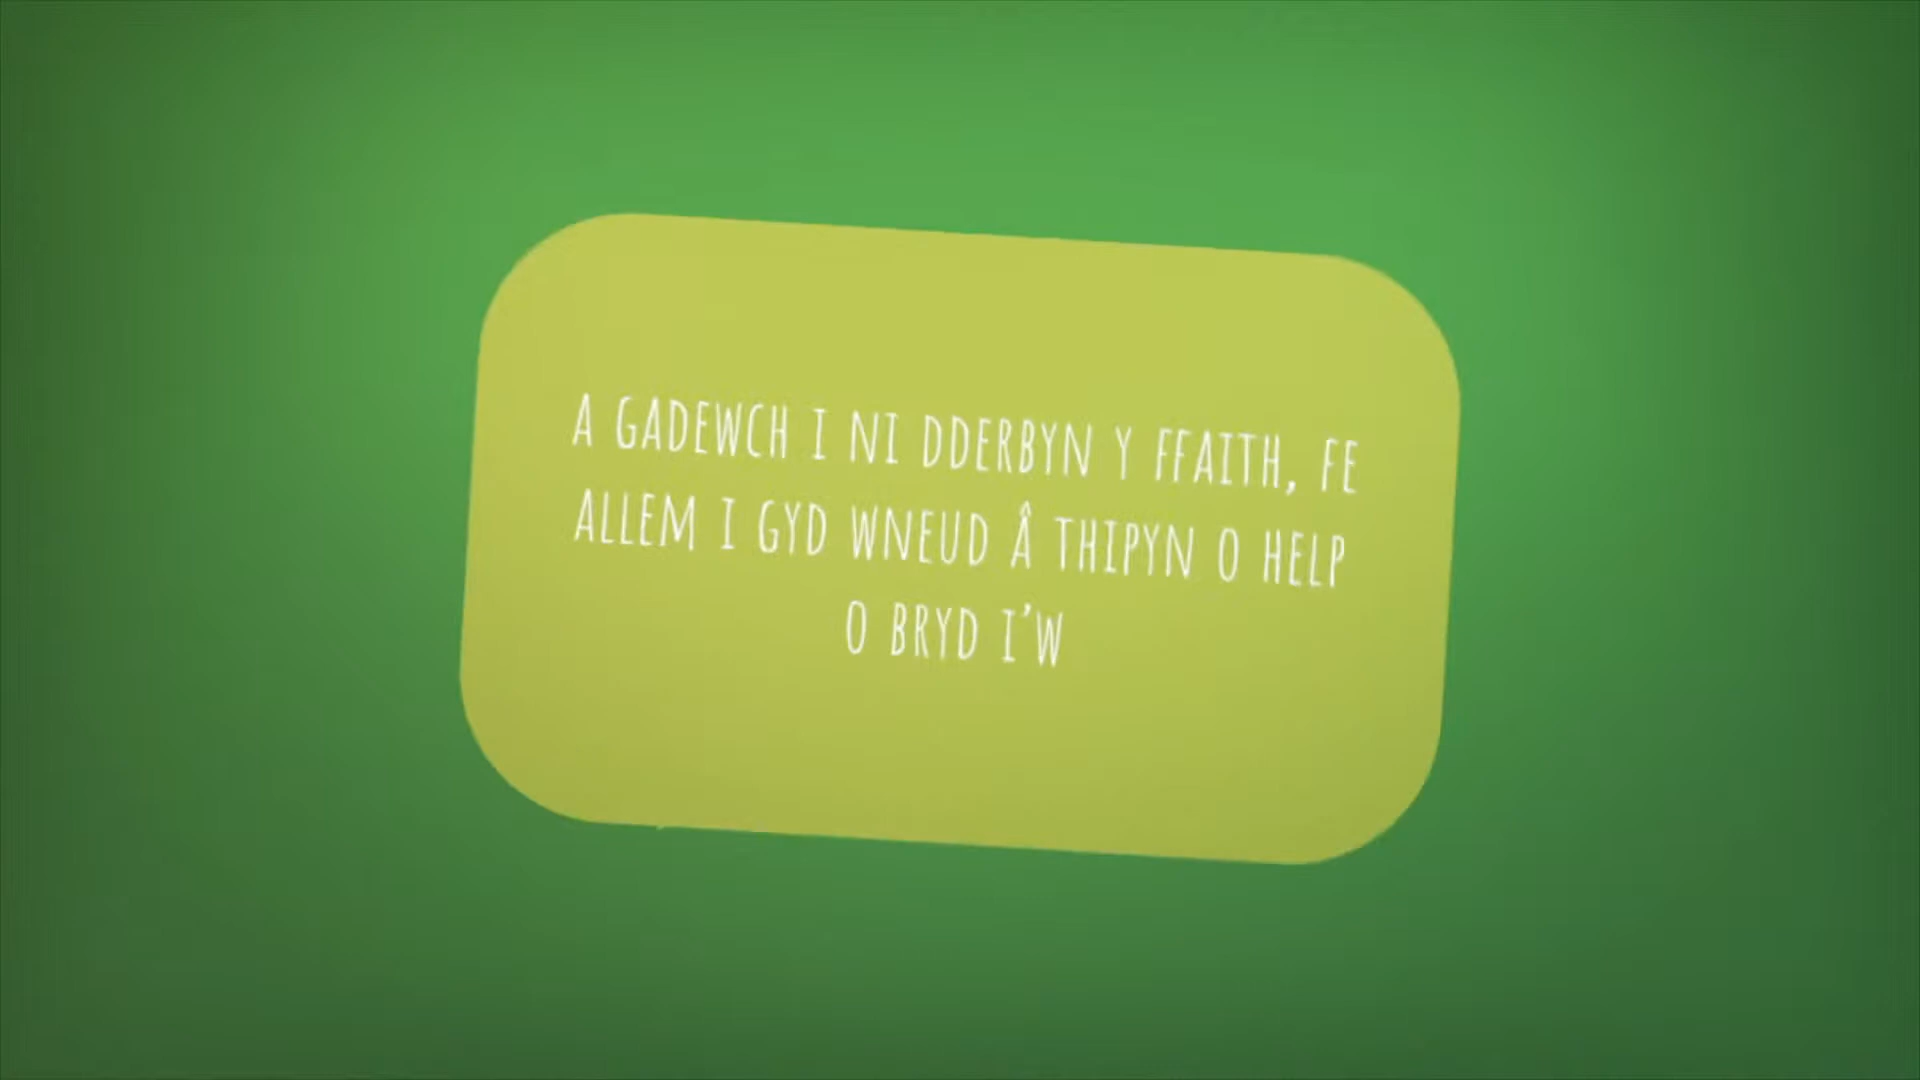 A GADEWCH I NI DDERBYN Y FFAITH, FE
ALLEM I GYD WNEUD Â THIPYN O HELP
O BRYD I’W